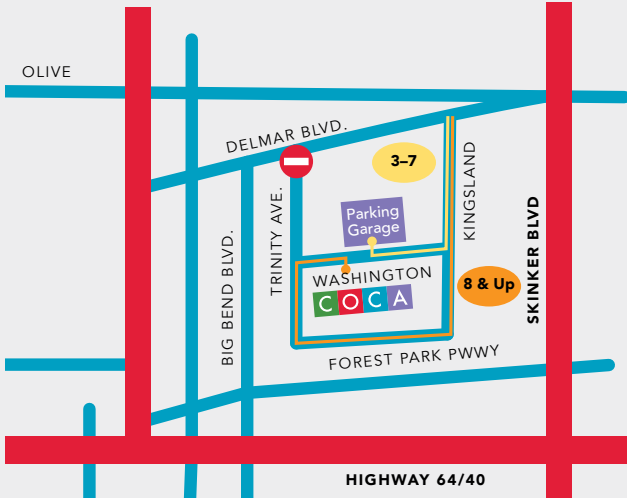 OLIVE
DELMAR BLVD.
3–7
KINGSLAND
TRINITY AVE.
Parking
Garage
SKINKER BLVD
BIG BEND BLVD.
WASHINGTON
8 & Up
COCA
FOREST PARK PWWY
HIGHWAY 64/40